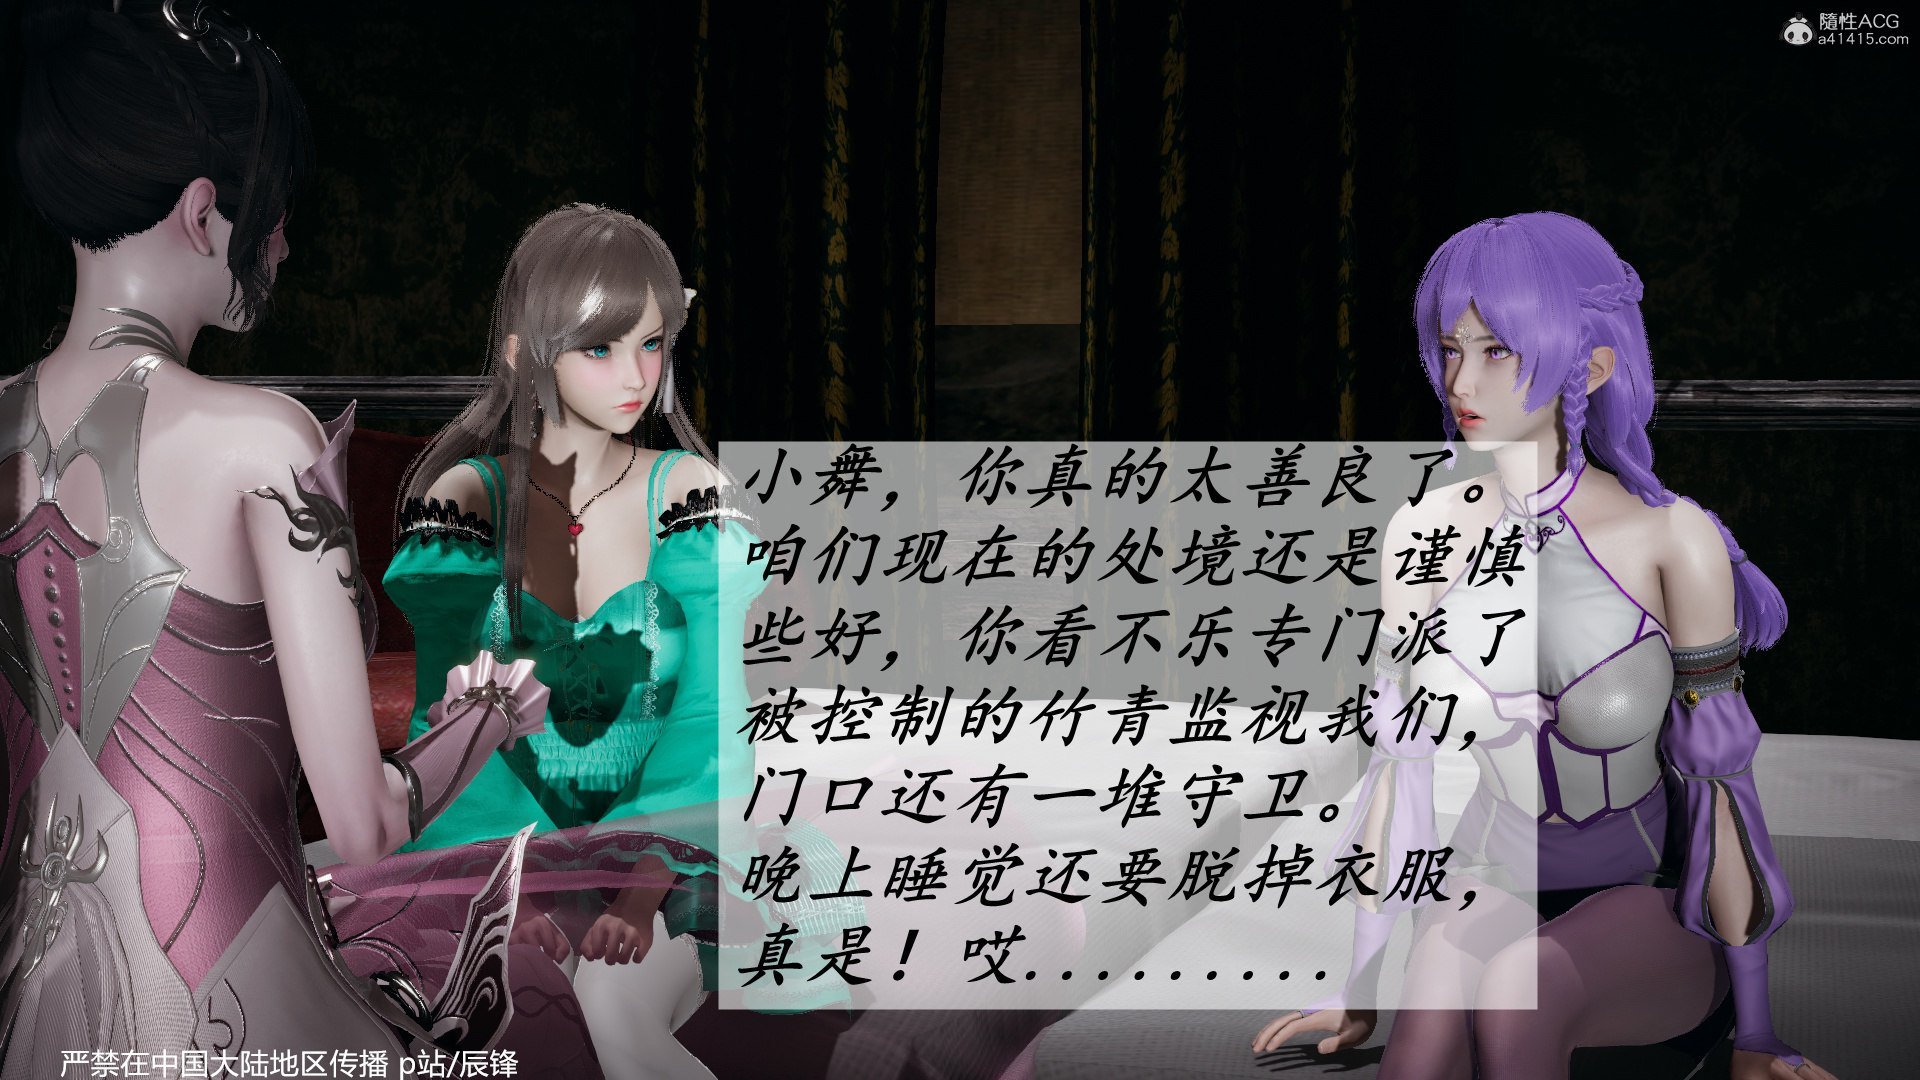 隨性ACG
a41415.com
小舞，你真的太善良了。
咱们现在的处境还是谨慎
些好，你看不乐专门派了
被控制的竹青监视我们，
门口还有一堆守卫。
晚上睡觉还要脱掉衣服，
真是！哎.........
严禁在中国大陆地区传播 p站/辰锋